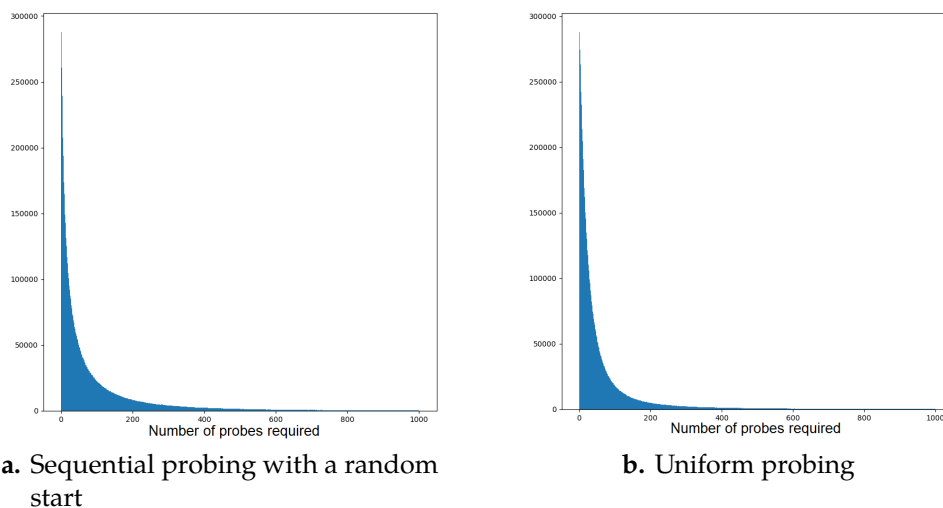 300000
250000
200000
150000
100000
50000
0
0 200 400 600 800 1000
Number of probes required
a. Sequential probing with a random
start
300000
250000
200000
150000
100000
50000
0
0 200 400 600 800 1000
Number of probes required
b. Uniform probing